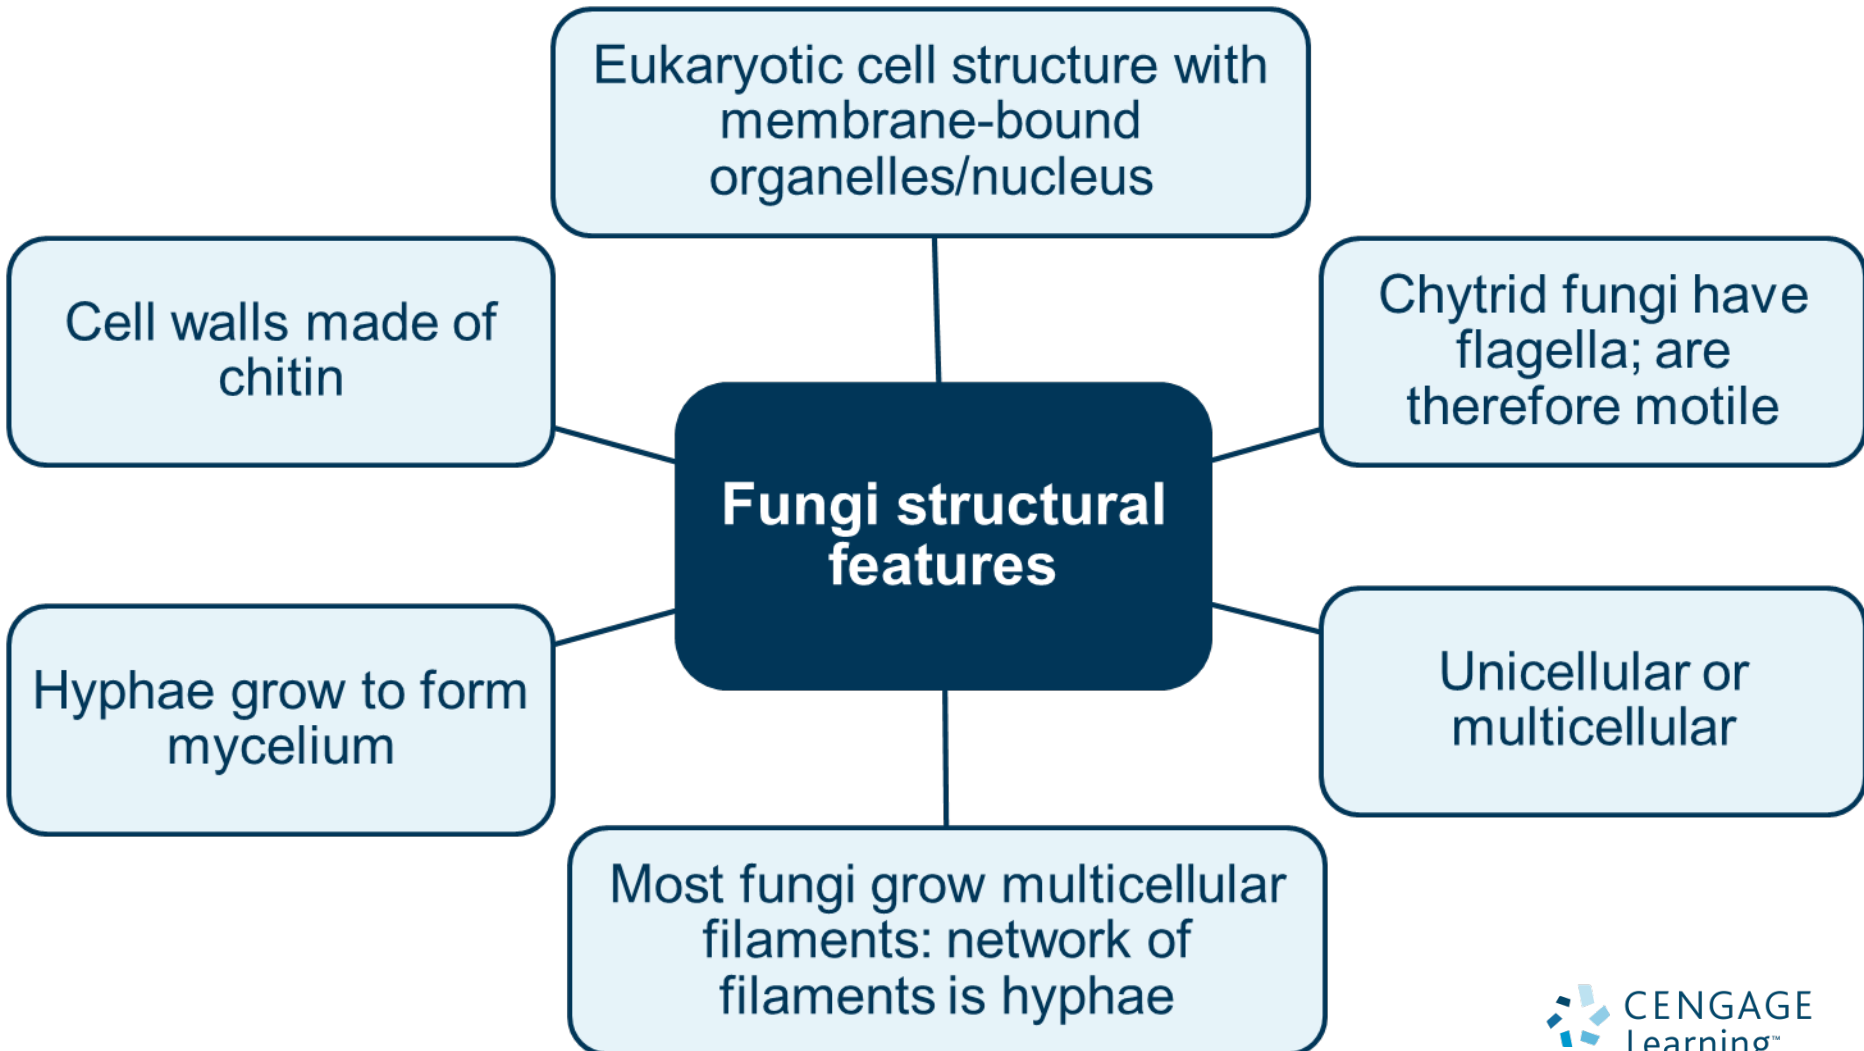 Eukaryotic cell structure with
membrane-bound
organelles/nucleus
Cell walls made of
chitin
Chytrid fungi have
flagella; are
therefore motile
Fungi structural
features
Hyphae grow to form
mycelium
Unicellular or
multicellular
Most fungi grow multicellular
filaments: network of
filaments is hyphae
CENGAGE
Learning™